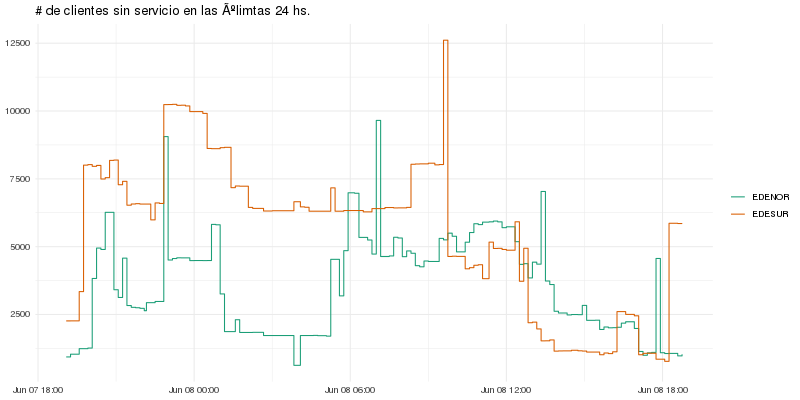 # de clientes sin servicio en las Ãºlimtas 24 hs.
12500
10000
7500
5000
2500
EDENOR
EDESUR
Jun 07 18:00
Jun 08 00:00
Jun 08 06:00
Jun 08 12:00
Jun 08 18:00